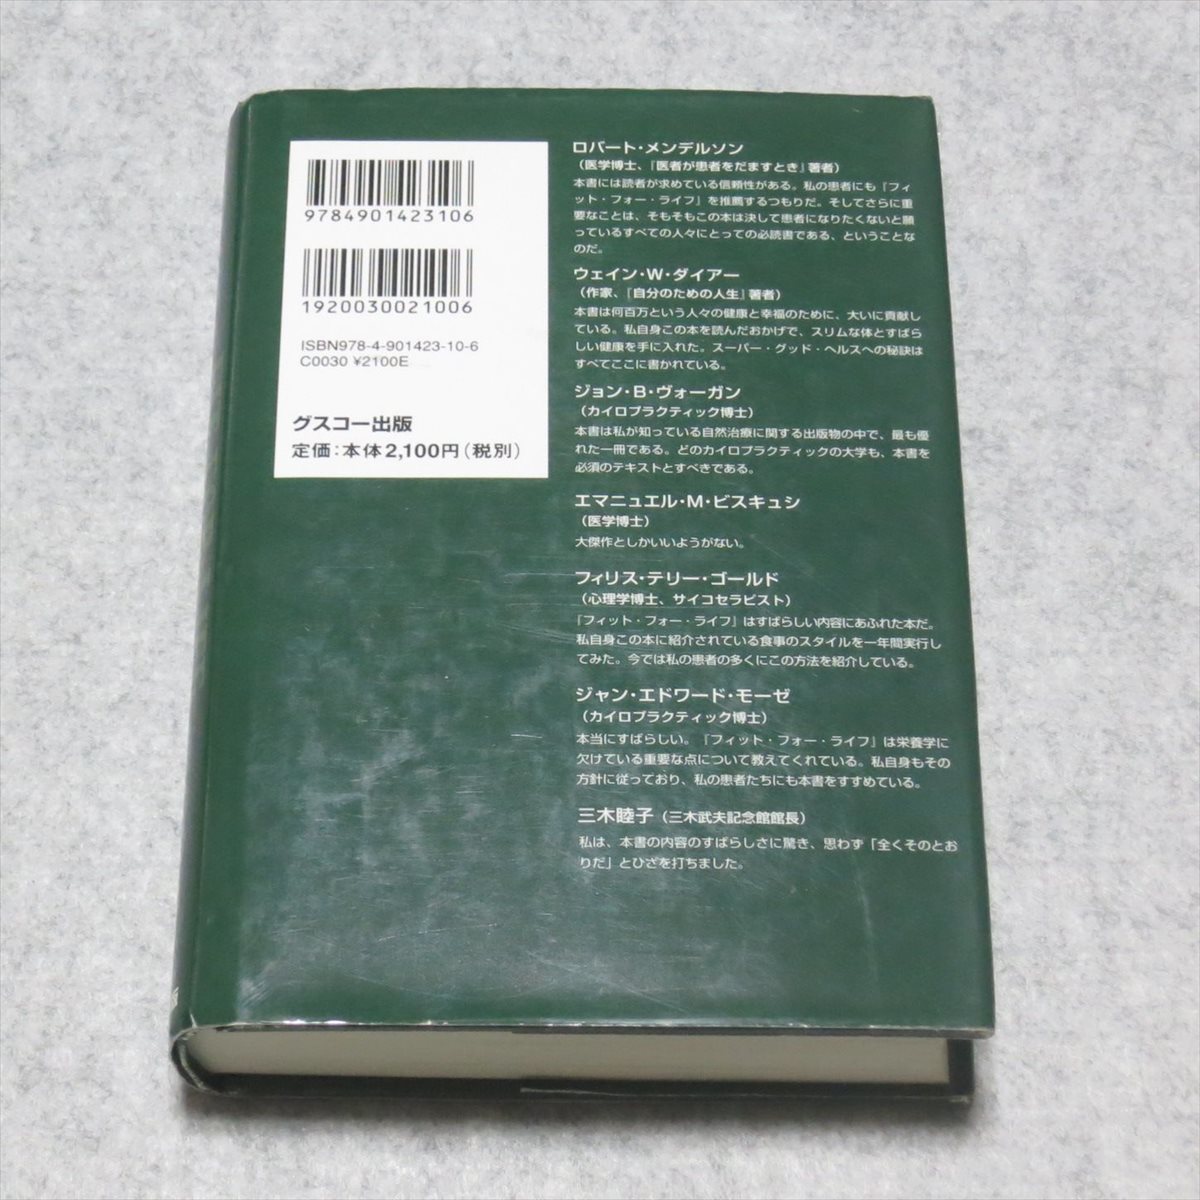 9784901423106
1920030021006
ISBN978-4-901423-10-6
C0030 ¥2100E
グスコー出版
定価：本体2,100円（税別）
ロバート・メンデルソン
（医学博士、『医者が患者をだますとき』著者）
本書には読者が求めている信頼性がある。私の患者にも『フィ
ット・フォー・ライフ』を推薦するつもりだ。そしてさらに重
要なことは、そもそもこの本は決して患者になりたくないと願
っているすべての人々にとっての必読書である、ということな
のだ。
ウェイン・W・ダイアー
（作家、『自分のための人生』著者）
本書は何百万という人々の健康と幸福のために、大いに貢献し
ている。私自身この本を読んだおかげで、スリムな体とすばら
しい健康を手に入れた。スーパー・グッド・ヘルスへの秘訣は
すべてここに書かれている。
ジョン・B・ヴォーガン
（カイロプラクティック博士）
本書は私が知っている自然治療に関する出版物の中で、最も優
れた一冊である。どのカイロプラクティックの大学も、本書を
必須のテキストとすべきである。
エマニュエル・M・ビスキュシ
（医学博士）
大傑作としかいいようがない。
フィリス・テリー・ゴールド
（心理学博士、サイコセラピスト）
『フィット・フォー・ライフ』はすばらしい内容にあふれた本だ。
私自身この本に紹介されている食事のスタイルを一年間実行し
てみた。今では私の患者の多くにこの方法を紹介している。
ジャン・エドワード・モーゼ
（カイロプラクティック博士）
本当にすばらしい。『フィット・フォー・ライフ』は栄養学に
欠けている重要な点について教えてくれている。私自身もその
方針に従っており、私の患者たちにも本書をすすめている。
三木睦子（三木武夫記念館館長）
私は、本書の内容のすばらしさに驚き、思わず「全くそのとお
りだ」とひざを打ちました。